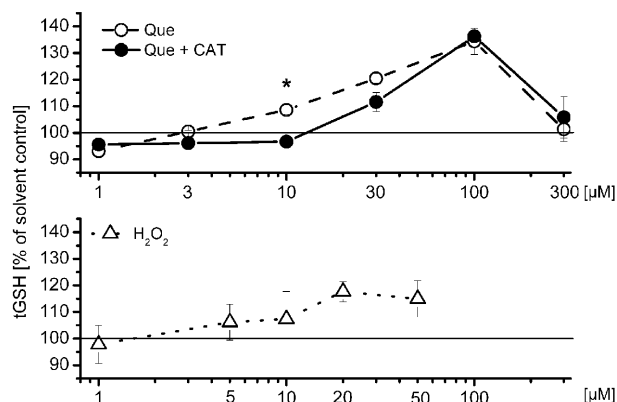 Que
Que + CAT
140
130
120
110
100
90
*
1 3 10 30 100 300 [µM]
tGSH [% of solvent control]
H₂O₂
140
120
110
100
90
1 5 10 20 50 100 [µM]